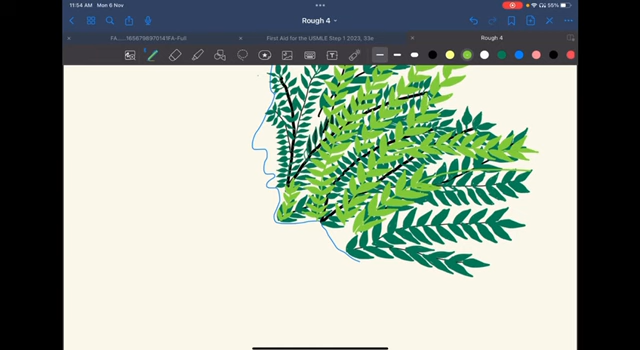 11:54 AM Mon 6 Nov
55%
Rough 4
First Aid for the USMLE Step 1 2023, 33e
Rough 4